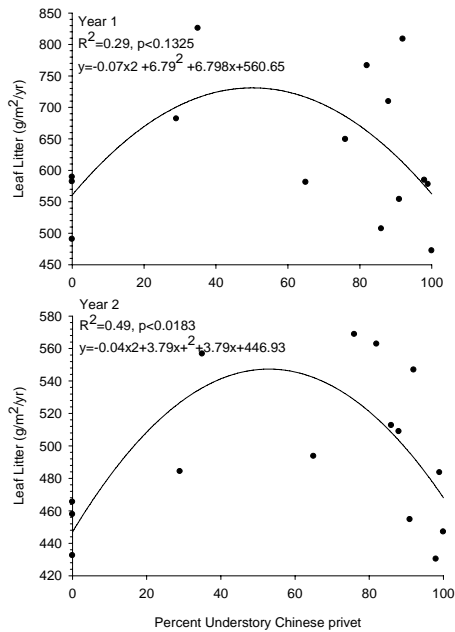 Year 1
R2=0.29, p<0.1325
y=-0.07x2 +6.792 +6.798x+560.65
Leaf Litter (g/m2/yr)
850
800
750
700
650
600
550
500
450
0 20 40 60 80 100
Year 2
R2=0.49, p<0.0183
y=-0.04x2+3.79x+2+3.79x+446.93
Leaf Litter (g/m2/yr)
580
560
540
520
500
480
460
440
420
0 20 40 60 80 100
Percent Understory Chinese privet